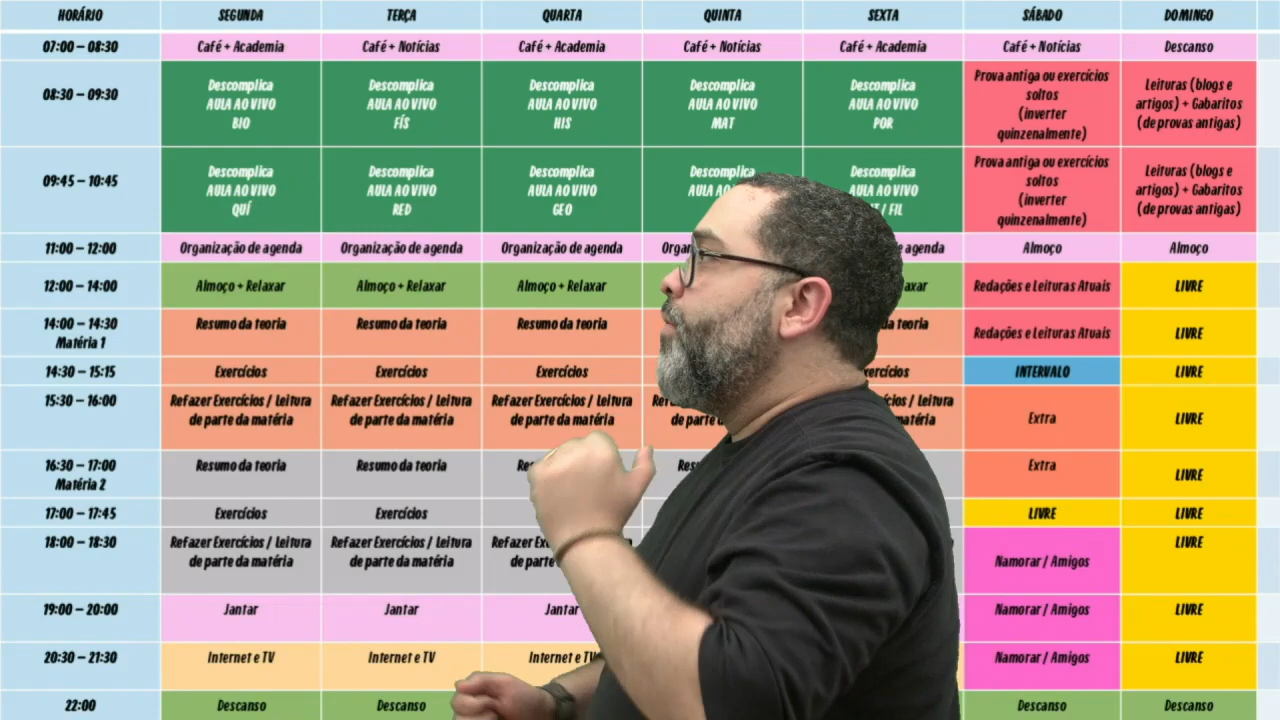 HORÁRIO SEGUNDA TERÇA QUARTA QUINTA SEXTA SÁBADO DOMINGO
07:00 – 08:30 Café + Academia Café + Notícias Café + Academia Café + Notícias Café + Academia Café + Notícias Descanso
08:30 – 09:30
Descomplica AULA AO VIVO BIO
Descomplica AULA AO VIVO FÍS
Descomplica AULA AO VIVO HIS
Descomplica AULA AO VIVO MAT
Descomplica AULA AO VIVO POR
Prova antiga ou exercícios
soltos
(inverter
quinzenalmente)
Leituras (blogs e
artigos) + Gabaritos
(de provas antigas)
09:45 – 10:45
Descomplica AULA AO VIVO QUÍ
Descomplica AULA AO VIVO RED
Descomplica AULA AO VIVO GEO
Descomplica AULA AO
Descomplica AULA AO VIVO / FIL
Prova antiga ou exercícios
soltos
(inverter
quinzenalmente)
Leituras (blogs e
artigos) + Gabaritos
(de provas antigas)
11:00 – 12:00 Organização de agenda Organização de agenda Organização de agenda agenda Almoço Almoço
12:00 – 14:00 Almoço + Relaxar Almoço + Relaxar Almoço + Relaxar Redações e Leituras Atuais LIVRE
14:00 – 14:30
Matéria 1
Resumo da teoria Resumo da teoria Resumo da teoria da teoria Redações e Leituras Atuais LIVRE
14:30 – 15:15 Exercícios Exercícios Exercícios INTERVALO LIVRE
15:30 – 16:00
Refazer Exercícios / Leitura
de parte da matéria
Refazer Exercícios / Leitura
de parte da matéria
Refazer Exercícios / Leitura
de parte da matéria
/ Leitura
matéria
Extra LIVRE
16:30 – 17:00
Matéria 2
Resumo da teoria Resumo da teoria Extra LIVRE
17:00 – 17:45 Exercícios Exercícios LIVRE LIVRE
18:00 – 18:30
Refazer Exercícios / Leitura
de parte da matéria
Refazer Exercícios / Leitura
de parte da matéria
Refazer
de
Namorar / Amigos LIVRE
19:00 – 20:00 Jantar Jantar Jantar Namorar / Amigos LIVRE
20:30 – 21:30 Internet e TV Internet e TV Internet e TV Namorar / Amigos LIVRE
22:00 Descanso Descanso Descanso Descanso